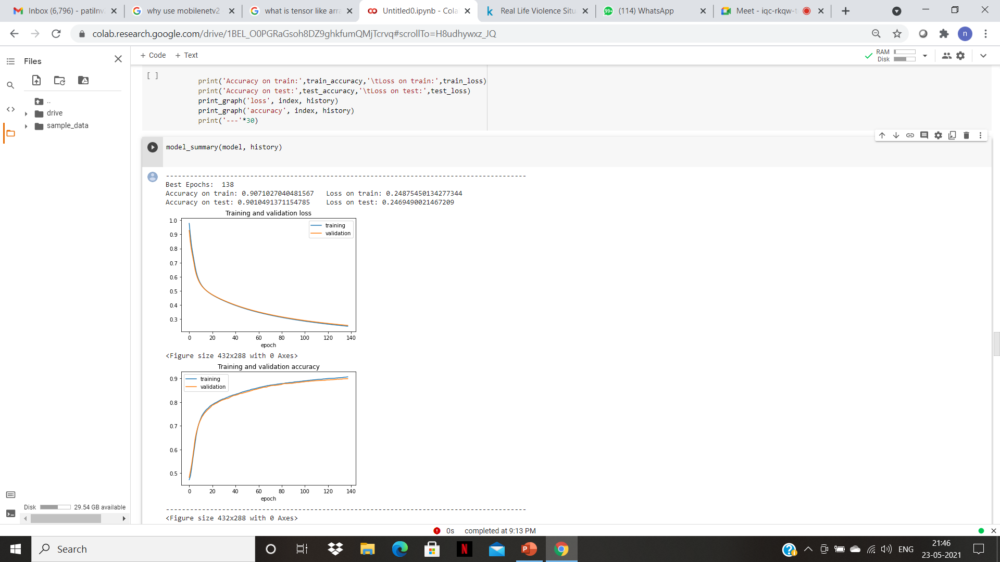 Inbox (6,796) - patilnv
why use mobilenetv2
what is tensor like arra
Untitled0.ipynb - Cola
Real Life Violence Situ
(114) WhatsApp
Meet - iqc-rkqw-t
colab.research.google.com/drive/1BEL_O0PGRaGsoh8DZ9ghkfumQMjTcrvq#scrollTo=H8udhywxz_JQ
n
Files
+ Code + Text
RAM
Disk
..
drive
sample_data
[ ]
print('Accuracy on train:',train_accuracy,'\tLoss on train:',train_loss)
print('Accuracy on test:',test_accuracy,'\tLoss on test:',test_loss)
print_graph('loss', index, history)
print_graph('accuracy', index, history)
print('---'*30)
model_summary(model, history)
------------------------------------------------------------------------------------------
Best Epochs: 138
Accuracy on train: 0.9071027040481567 Loss on train: 0.24875450134277344
Accuracy on test: 0.9010491371154785 Loss on test: 0.2469490021467209
Training and validation loss
training
validation
1.0
0.9
0.8
0.7
0.6
0.5
0.4
0.3
0 20 40 60 80 100 120 140
epoch
<Figure size 432x288 with 0 Axes>
Training and validation accuracy
training
validation
0.9
0.8
0.7
0.6
0.5
0 20 40 60 80 100 120 140
epoch
------------------------------------------------------------------------------------------
<Figure size 432x288 with 0 Axes>
Disk 29.54 GB available
0s completed at 9:13 PM
Search
ENG
21:46
23-05-2021